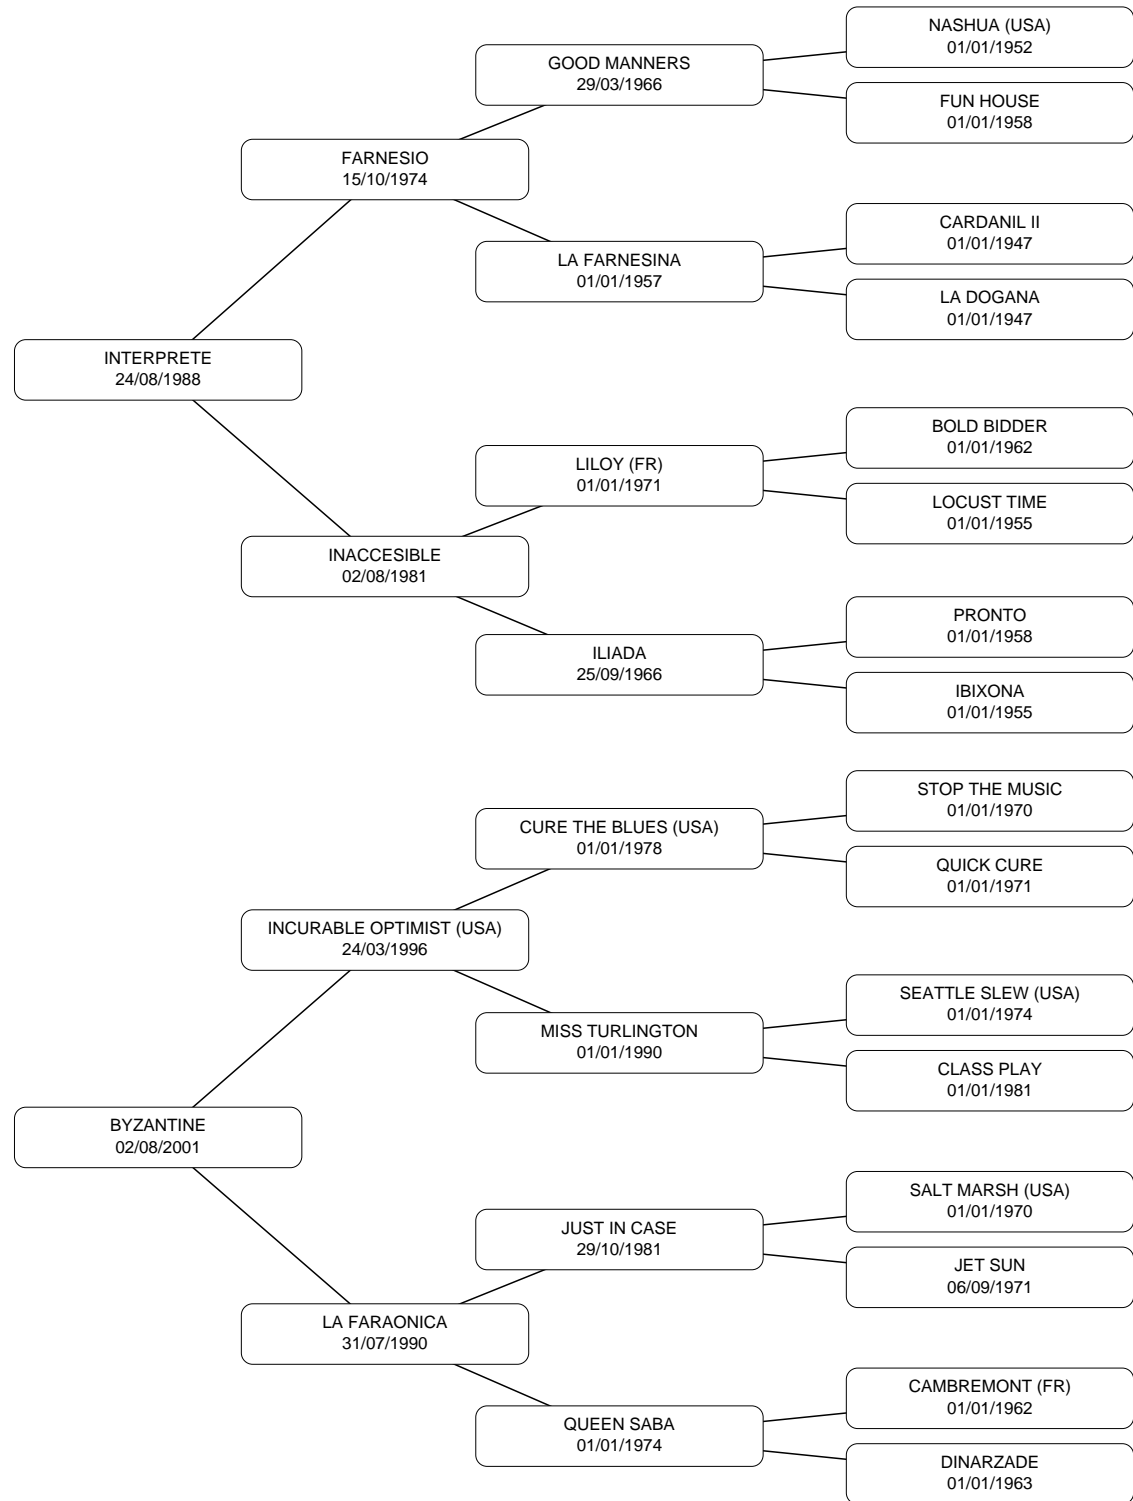 NASHUA (USA)
01/01/1952
GOOD MANNERS
29/03/1966
FUN HOUSE
01/01/1958
FARNESIO
15/10/1974
CARDANIL II
01/01/1947
LA FARNESINA
01/01/1957
LA DOGANA
01/01/1947
INTERPRETE
24/08/1988
BOLD BIDDER
01/01/1962
LILOY (FR)
01/01/1971
LOCUST TIME
01/01/1955
INACCESIBLE
02/08/1981
PRONTO
01/01/1958
ILIADA
25/09/1966
IBIXONA
01/01/1955
STOP THE MUSIC
01/01/1970
CURE THE BLUES (USA)
01/01/1978
QUICK CURE
01/01/1971
INCURABLE OPTIMIST (USA)
24/03/1996
SEATTLE SLEW (USA)
01/01/1974
MISS TURLINGTON
01/01/1990
CLASS PLAY
01/01/1981
BYZANTINE
02/08/2001
SALT MARSH (USA)
01/01/1970
JUST IN CASE
29/10/1981
JET SUN
06/09/1971
LA FARAONICA
31/07/1990
CAMBREMONT (FR)
01/01/1962
QUEEN SABA
01/01/1974
DINARZADE
01/01/1963